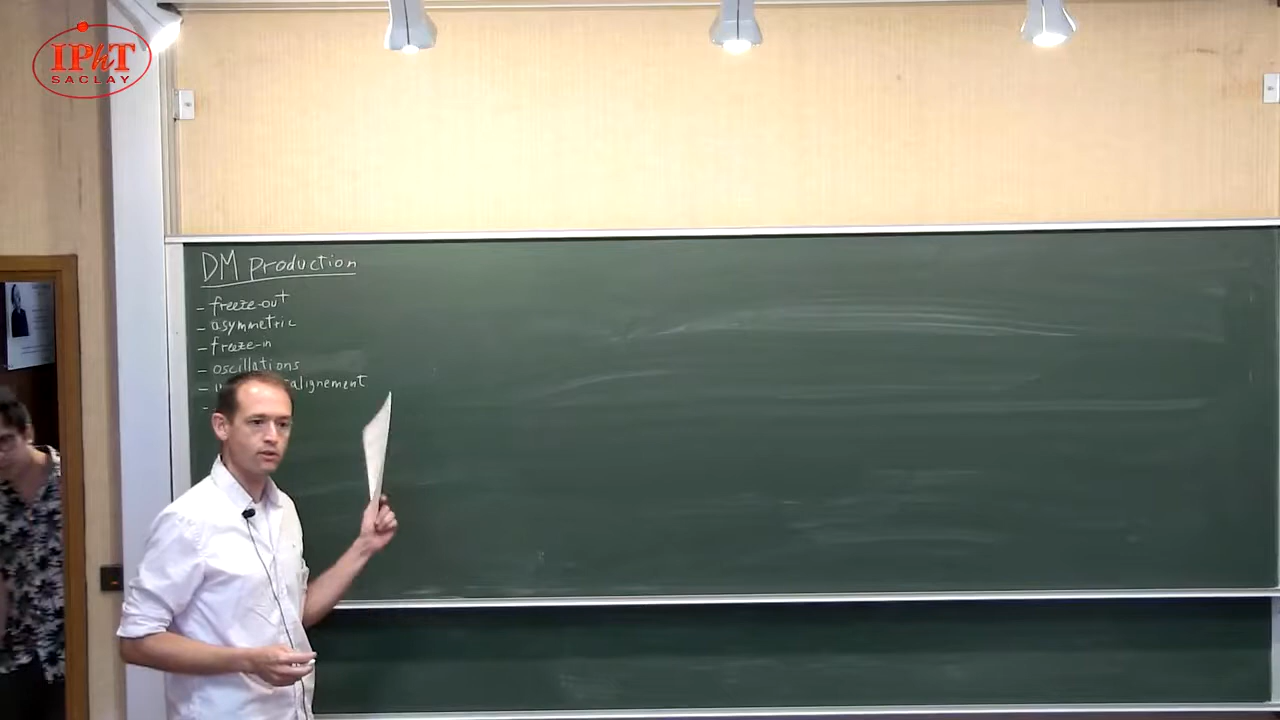 IPhT
SACLAY
DM Production
- freeze-out
- asymmetric
- freeze-in
- oscillations
- alignement
-